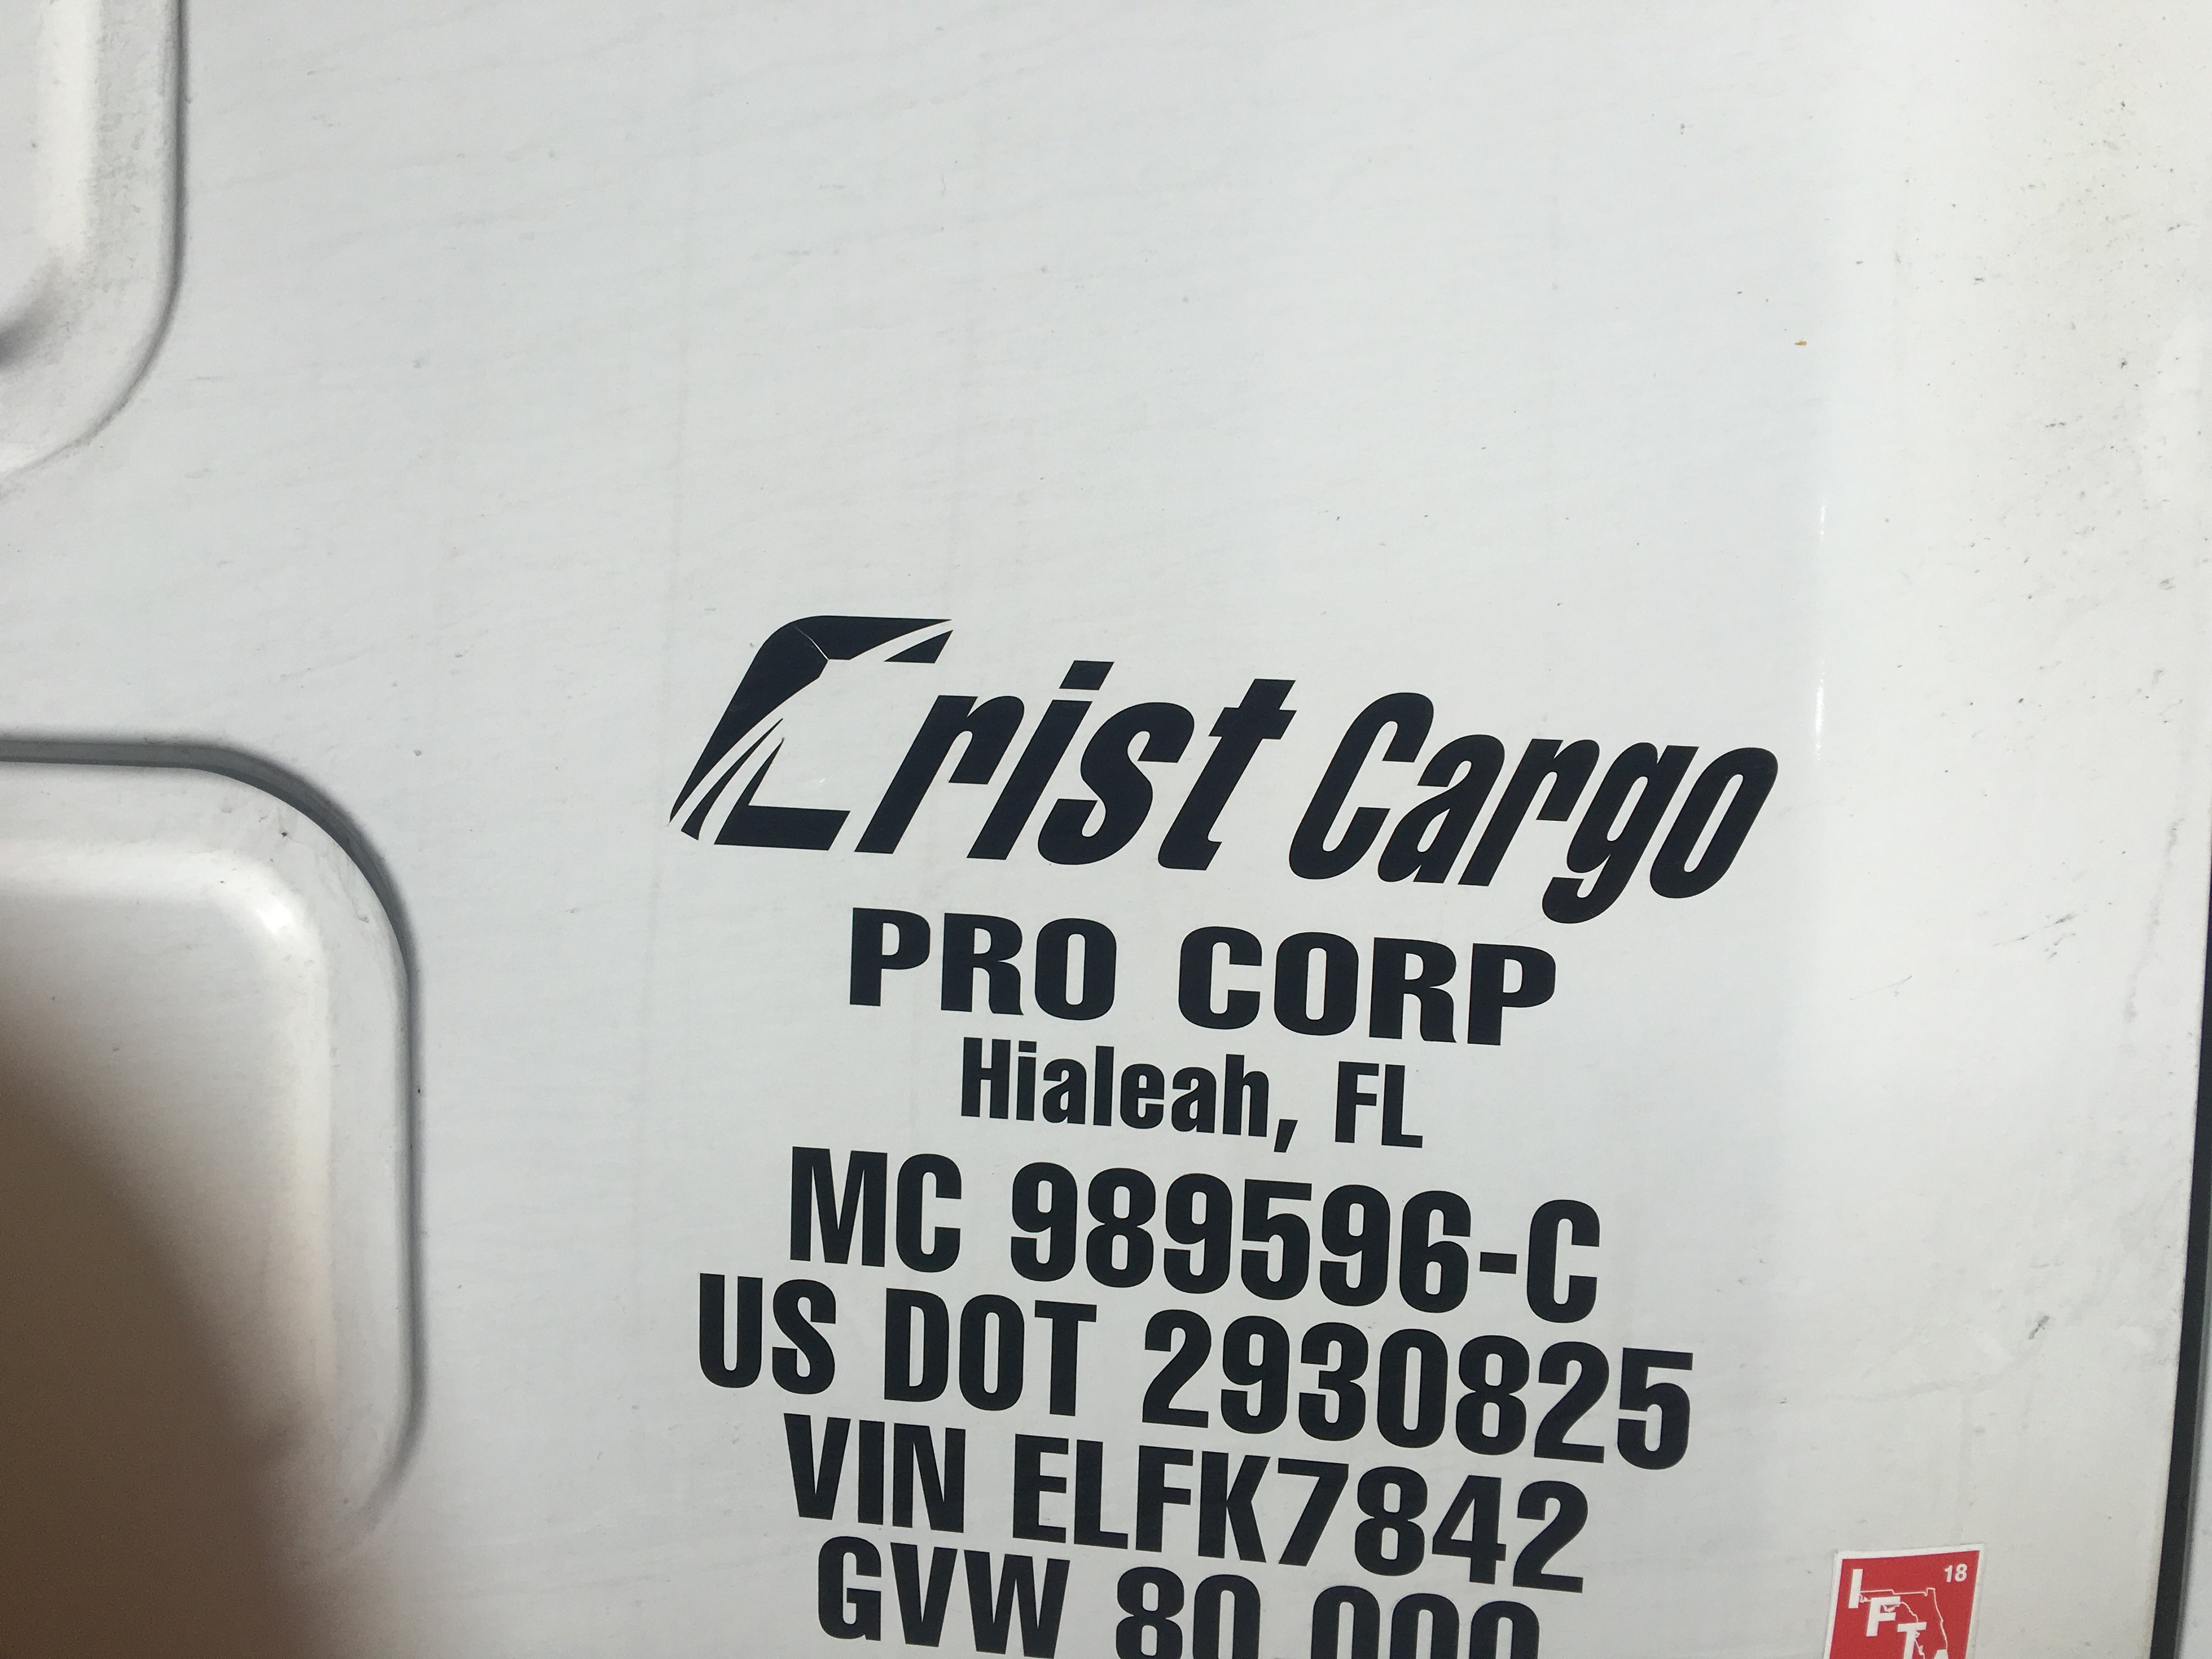 Crist Cargo
PRO CORP
Hialeah, FL
MC 989596-C
US DOT 2930825
VIN ELFK7842
GVW 80,000
18
IFTA